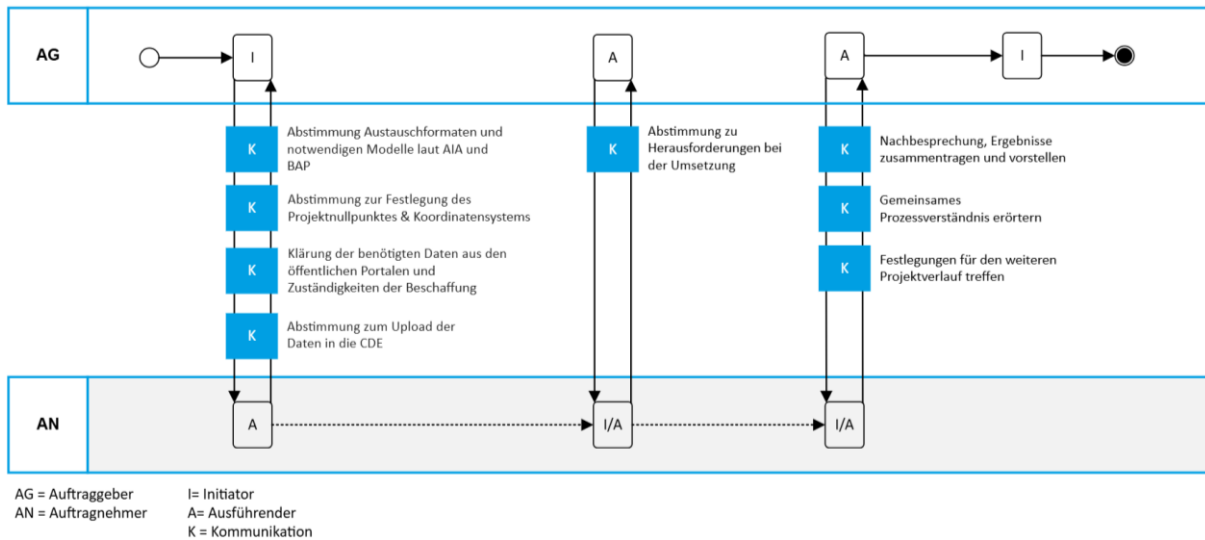 AG
I
A
A
I
K
Abstimmung Austauschformaten und
notwendigen Modelle laut AIA und
BAP
K
Abstimmung zur Festlegung des
Projektnullpunktes & Koordinatensystems
K
Klärung der benötigten Daten aus den
öffentlichen Portalen und
Zuständigkeiten der Beschaffung
K
Abstimmung zum Upload der
Daten in die CDE
K
Abstimmung zu
Herausforderungen bei
der Umsetzung
K
Nachbesprechung, Ergebnisse
zusammentragen und vorstellen
K
Gemeinsames
Prozessverständnis erörtern
K
Festlegungen für den weiteren
Projektverlauf treffen
AN
A
I/A
I/A
AG = Auftraggeber
AN = Auftragnehmer
I= Initiator
A= Ausführender
K = Kommunikation